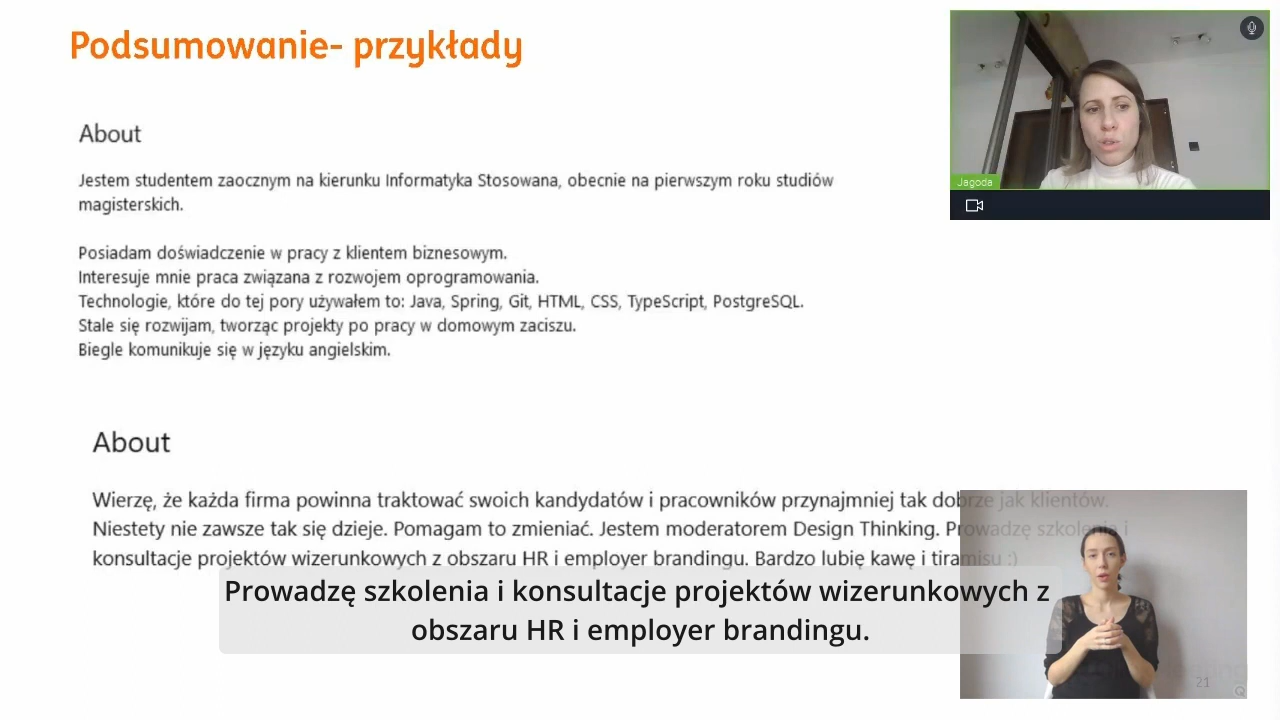 Podsumowanie- przykłady
Jagoda
About
Jestem studentem zaocznym na kierunku Informatyka Stosowana, obecnie na pierwszym roku studiów
magisterskich.
Posiadam doświadczenie w pracy z klientem biznesowym.
Interesuje mnie praca związana z rozwojem oprogramowania.
Technologie, które do tej pory używałem to: Java, Spring, Git, HTML, CSS, TypeScript, PostgreSQL.
Stale się rozwijam, tworząc projekty po pracy w domowym zaciszu.
Biegle komunikuje się w języku angielskim.
About
Wierzę, że każda firma powinna traktować swoich kandydatów i pracowników przynajmniej tak dobrze jak klientów.
Niestety nie zawsze tak się dzieje. Pomagam to zmieniać. Jestem moderatorem Design Thinking. Prowadzę szkolenia i
konsultacje projektów wizerunkowych z obszaru HR i employer brandingu. Bardzo lubię kawę i tiramisu :)
Prowadzę szkolenia i konsultacje projektów wizerunkowych z
obszaru HR i employer brandingu.
21